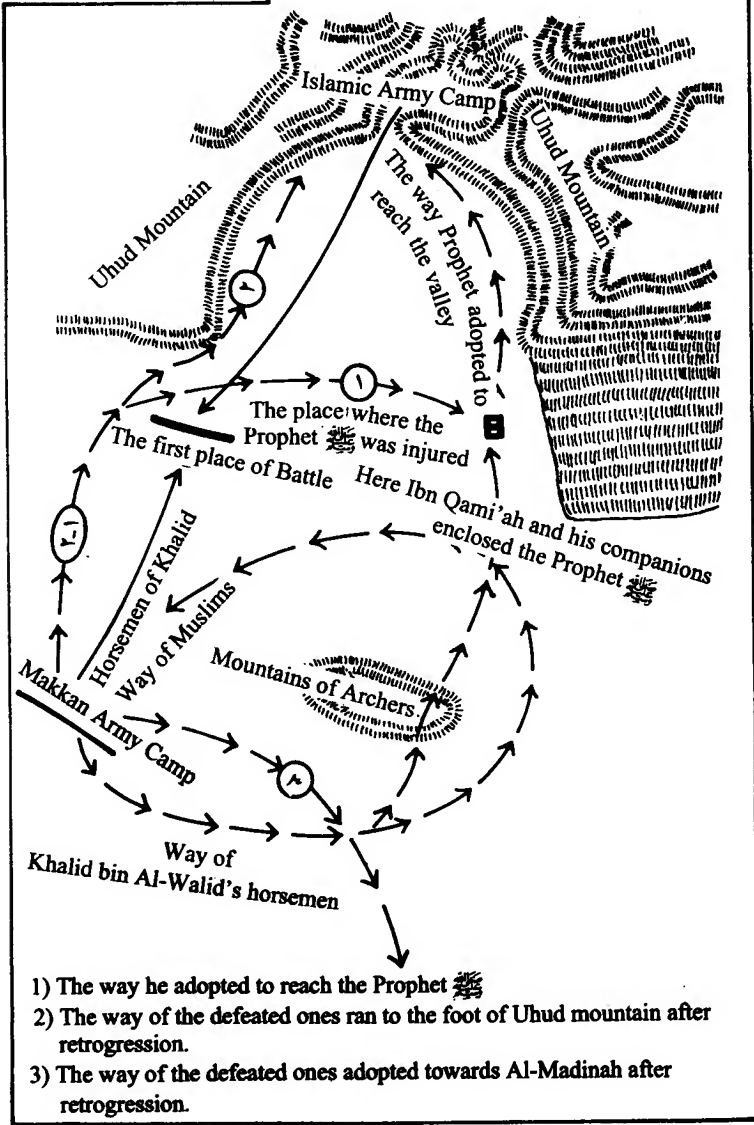 Islamic Army Camp
Uhud Mountain
Uhud Mountain
The way Prophet adopted to
reach the valley
٢
١
The place where the
Prophet ﷺ was injured
The first place of Battle
Here Ibn Qami'ah and his companions
enclosed the Prophet ﷺ
١-٢
Horsemen of Khalid
Way of Muslims
Mountains of Archers
Makkan Army Camp
Way of
Khalid bin Al-Walid's horsemen
1) The way he adopted to reach the Prophet ﷺ
2) The way of the defeated ones ran to the foot of Uhud mountain after
retrogression.
3) The way of the defeated ones adopted towards Al-Madinah after
retrogression.